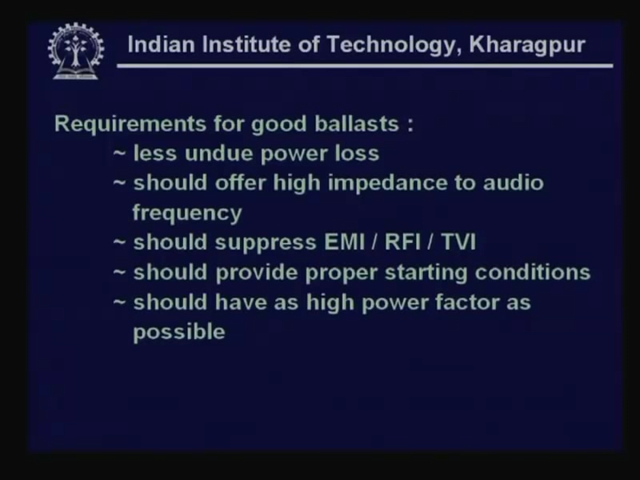 Indian Institute of Technology, Kharagpur
Requirements for good ballasts :
~ less undue power loss
~ should offer high impedance to audio
frequency
~ should suppress EMI / RFI / TVI
~ should provide proper starting conditions
~ should have as high power factor as
possible